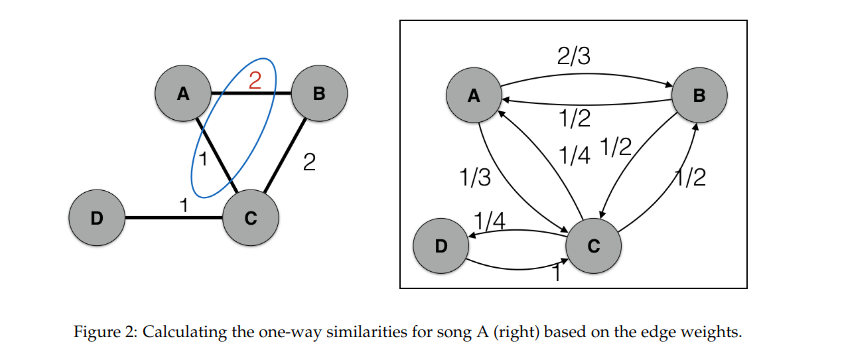 2/3
A
2
B
A
B
1/2
1
2
1/4
1/2
1/3
1/2
1
D
C
1/4
D
C
1
Figure 2: Calculating the one-way similarities for song A (right) based on the edge weights.